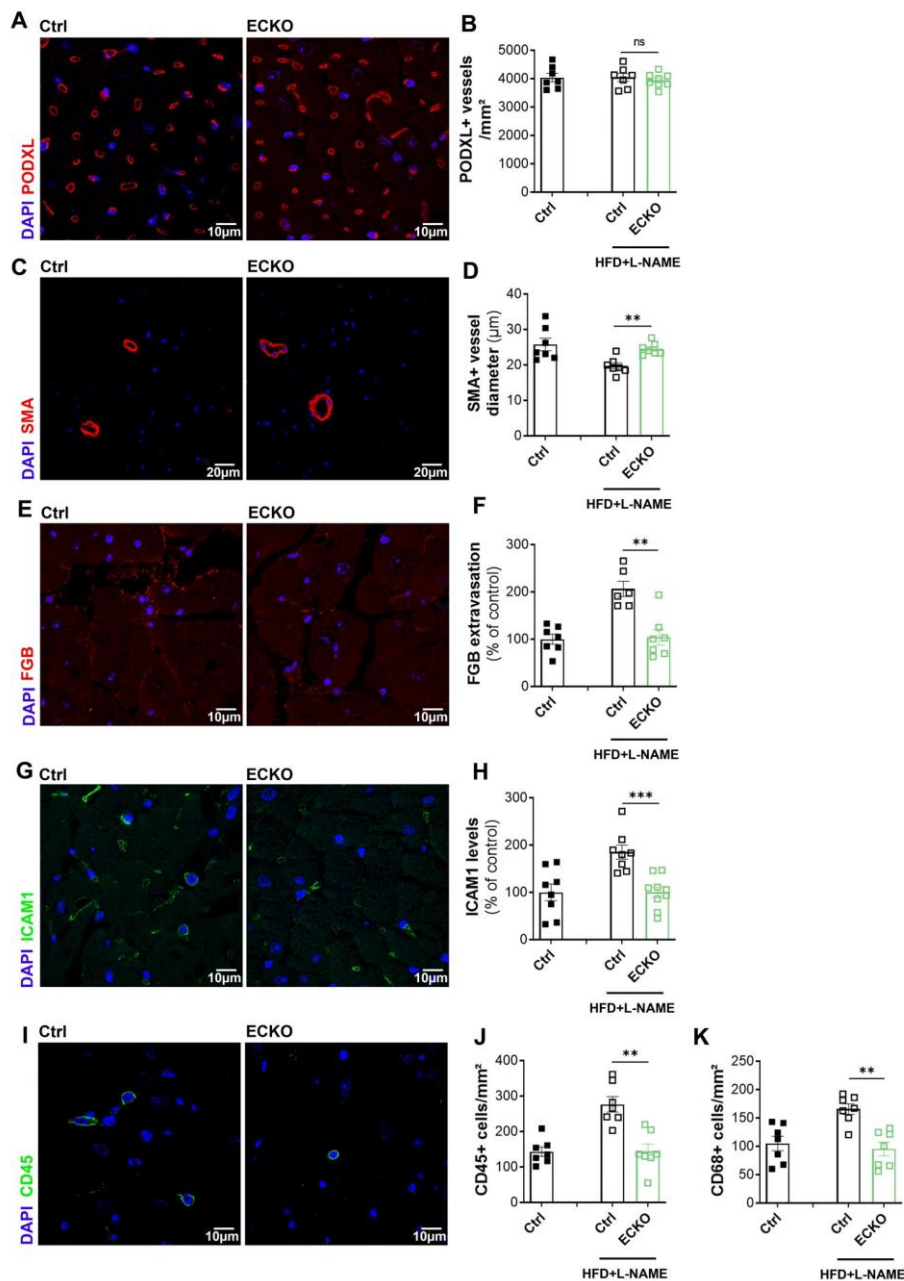 A
Ctrl
ECKO
DAPI PODXL
10µm
10µm
B
PODXL+ vessels
/mm²
5000
4000
3000
2000
1000
0
ns
Ctrl
Ctrl
ECKO
HFD+L-NAME
C
Ctrl
ECKO
DAPI SMA
20µm
20µm
D
SMA+ vessel
diameter (µm)
40
30
20
10
0
**
Ctrl
Ctrl
ECKO
HFD+L-NAME
E
Ctrl
ECKO
DAPI FGB
10µm
10µm
F
FGB extravasation
(% of control)
300
200
100
0
**
Ctrl
Ctrl
ECKO
HFD+L-NAME
G
Ctrl
ECKO
DAPI ICAM1
10µm
10µm
H
ICAM1 levels
(% of control)
300
200
100
0
***
Ctrl
Ctrl
ECKO
HFD+L-NAME
I
Ctrl
ECKO
DAPI CD45
10µm
10µm
J
CD45+ cells/mm²
400
300
200
100
0
**
Ctrl
Ctrl
ECKO
HFD+L-NAME
K
CD68+ cells/mm²
250
200
150
100
50
0
**
Ctrl
Ctrl
ECKO
HFD+L-NAME